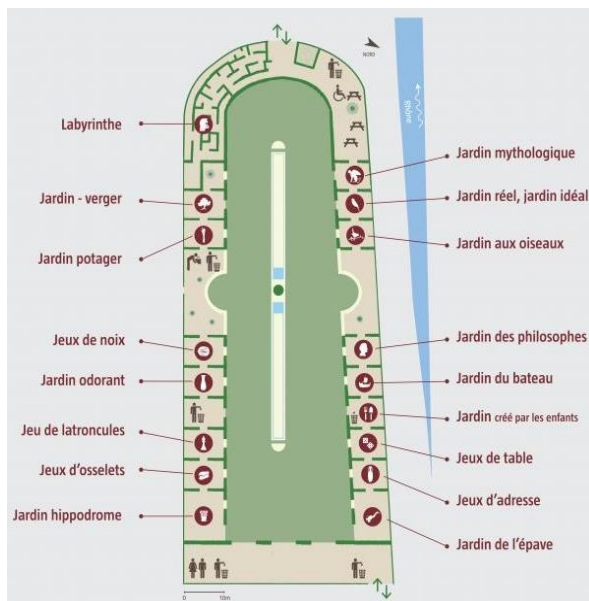 NORD
Rhône
Labyrinthe
Jardin mythologique
Jardin - verger
Jardin réel, jardin idéal
Jardin aux oiseaux
Jardin potager
Jeux de noix
Jardin des philosophes
Jardin odorant
Jardin du bateau
Jardin créé par les enfants
Jeu de latroncules
Jeux de table
Jeux d'osselets
Jeux d'adresse
Jardin hippodrome
Jardin de l'épave
0 10m